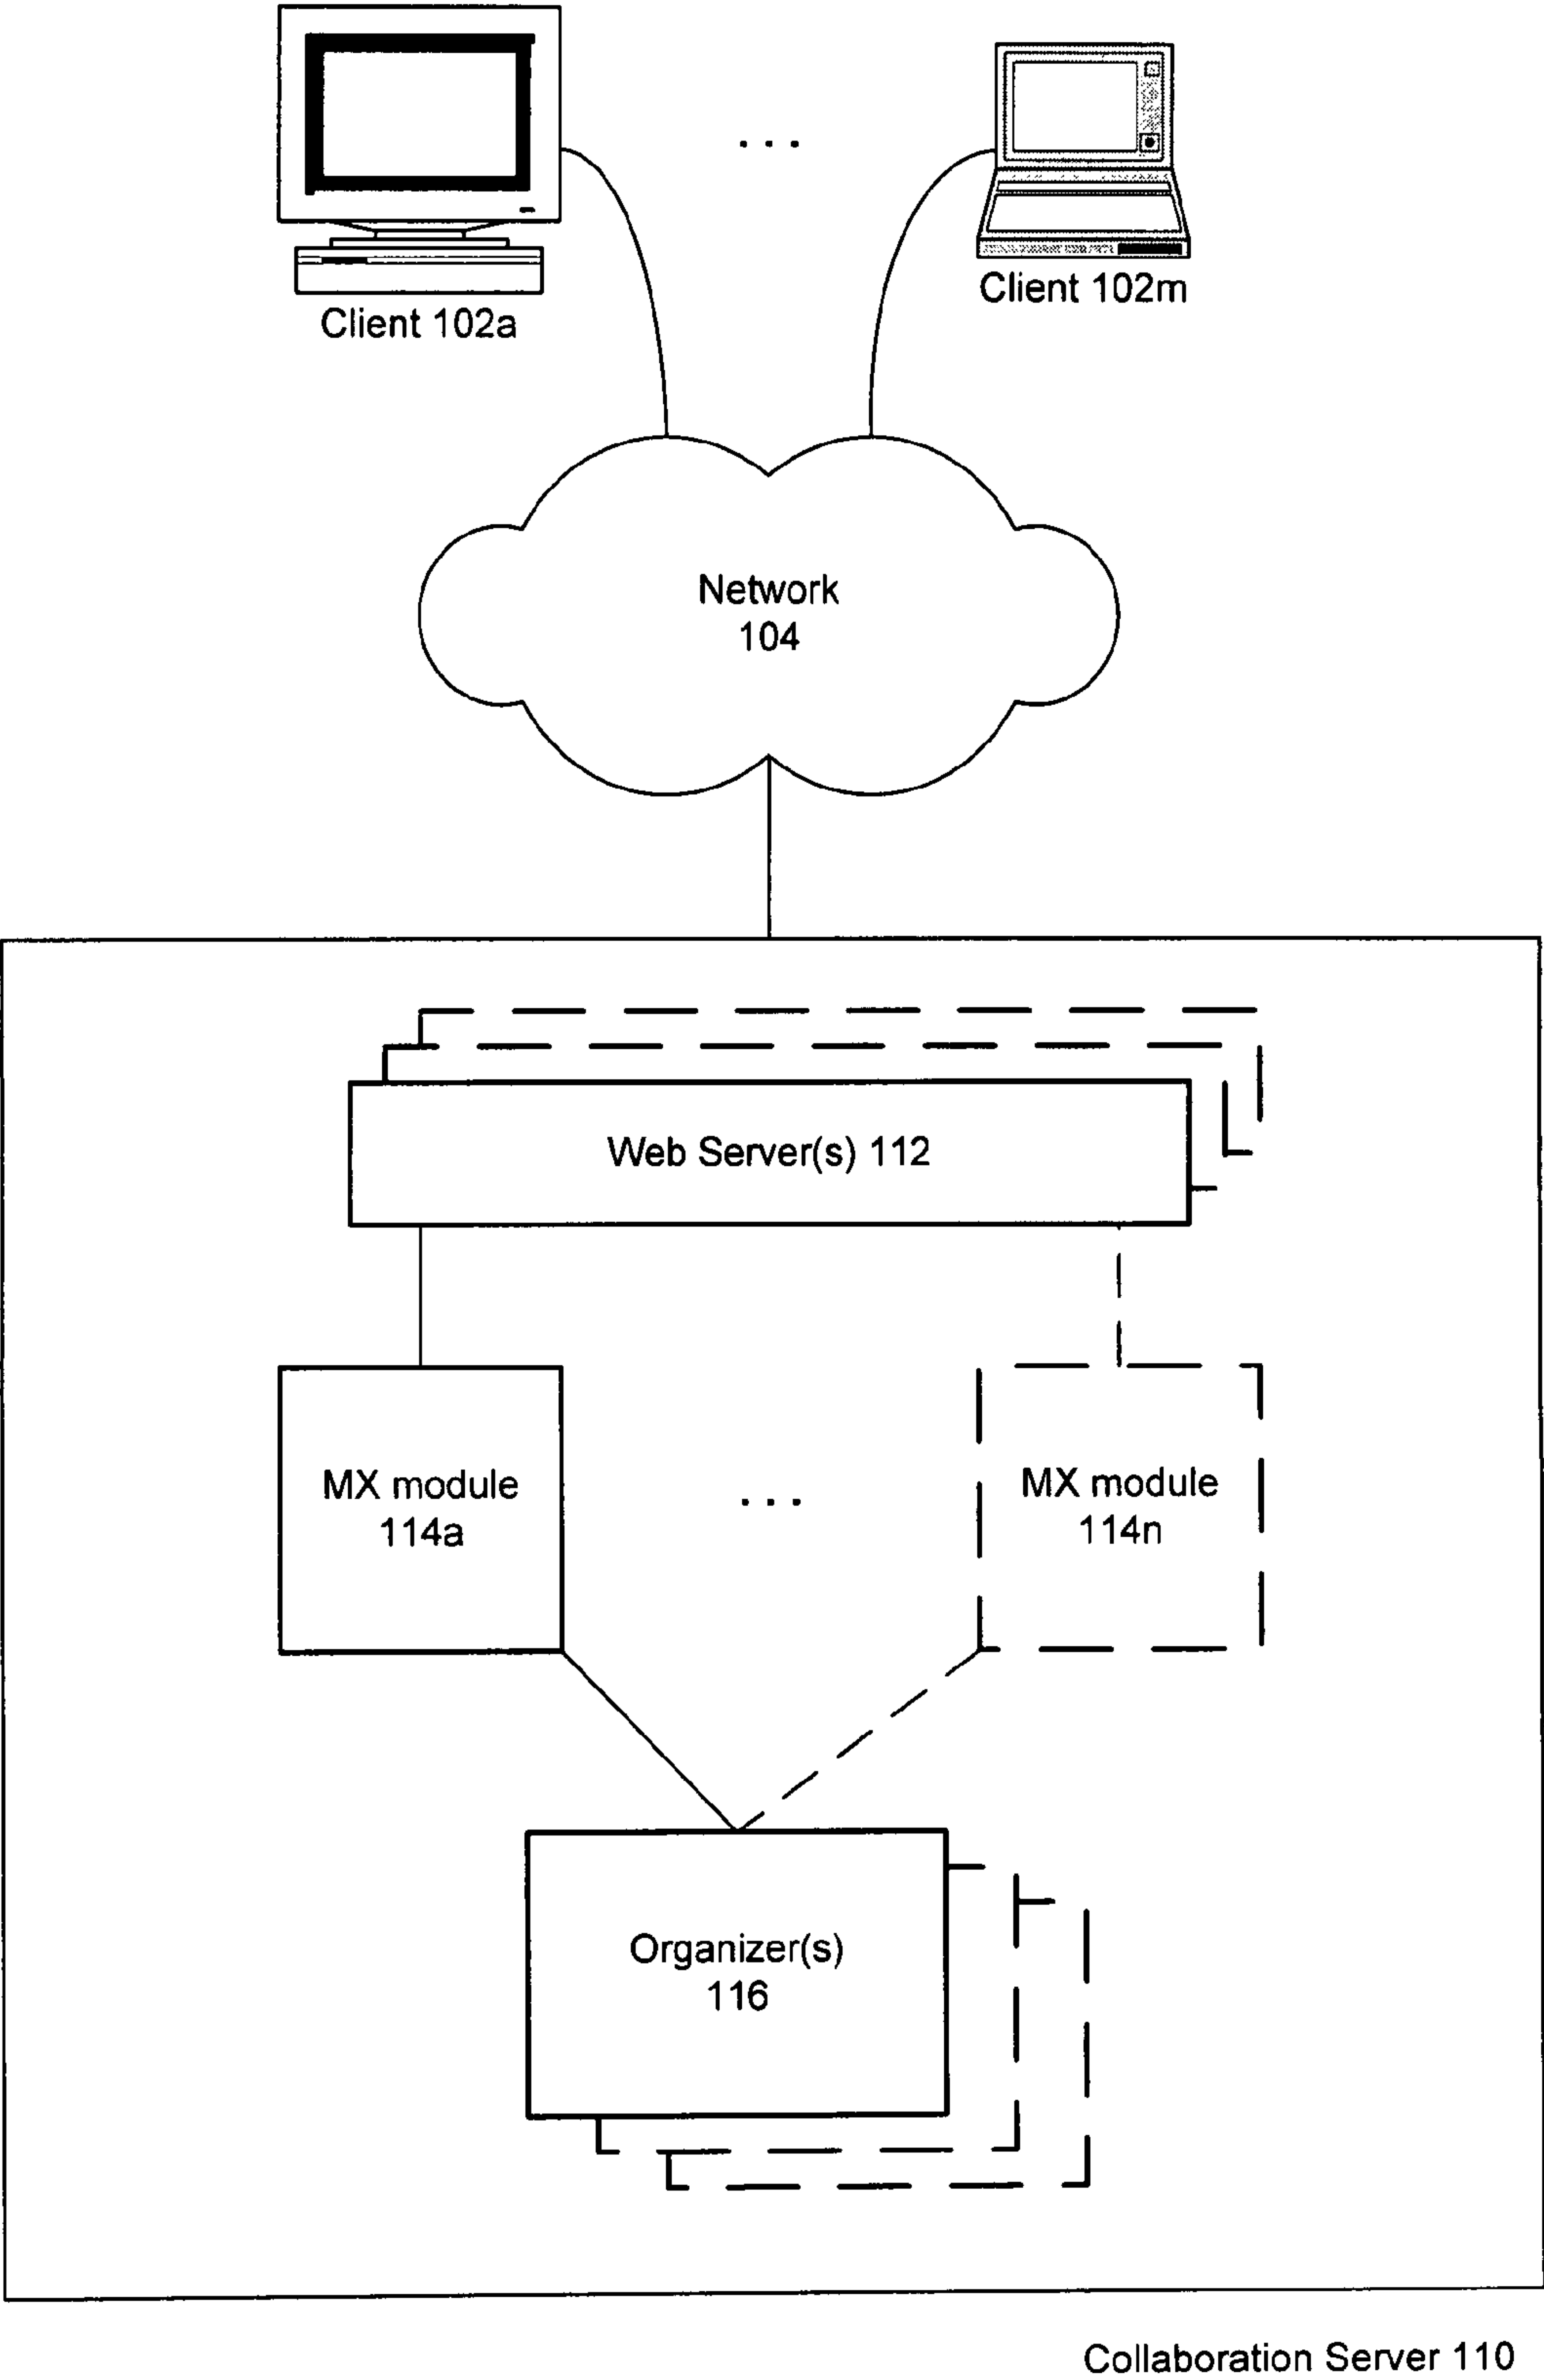 Client 102a
Client 102m
...
Network
104
Web Server(s) 112
MX module
114a
...
MX module
114n
Organizer(s)
116
Collaboration Server 110